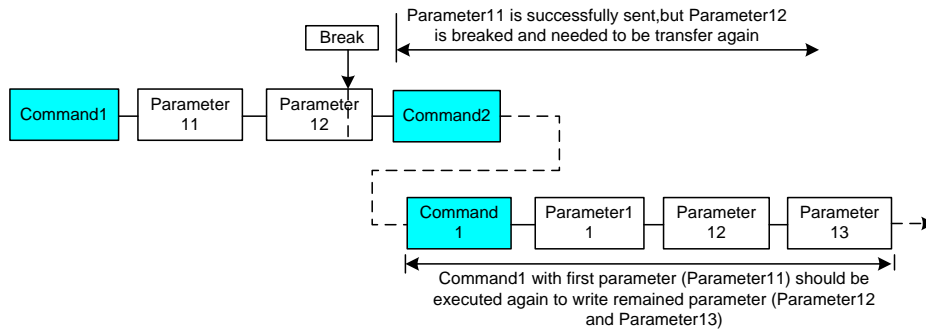 Parameter11 is successfully sent,but Parameter12
is breaked and needed to be transfer again
Break
Command1
Parameter
11
Parameter
12
Command2
Command
1
Parameter1
1
Parameter
12
Parameter
13
Command1 with first parameter (Parameter11) should be
executed again to write remained parameter (Parameter12
and Parameter13)